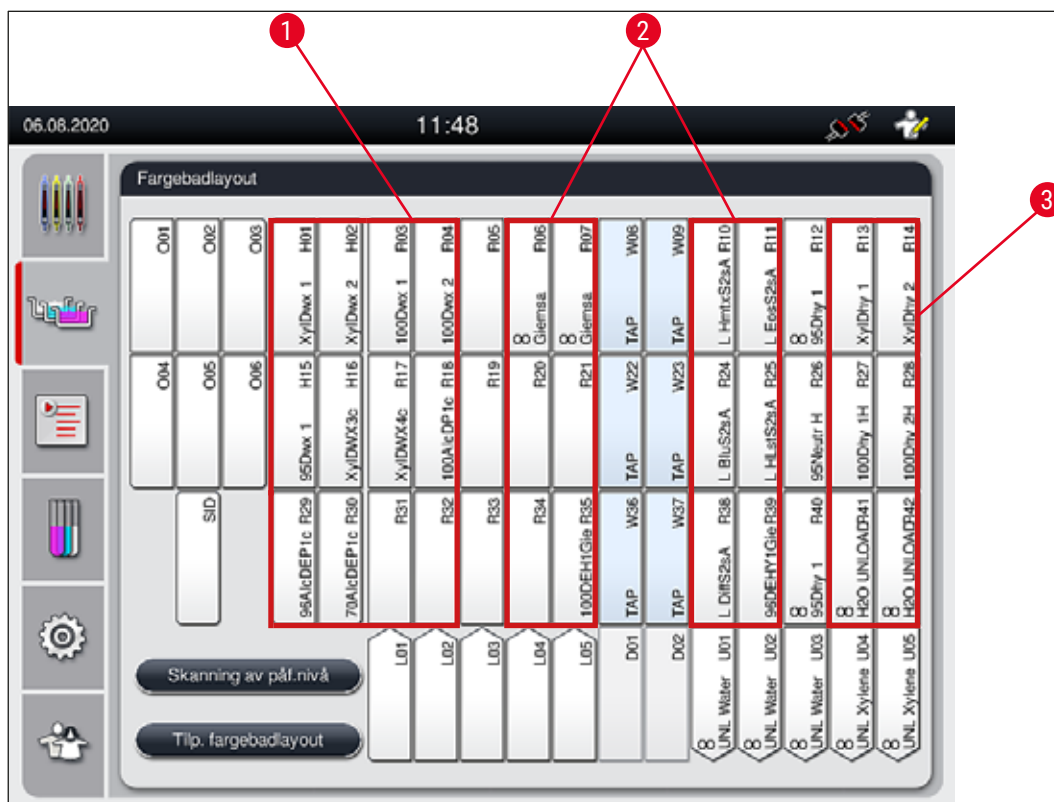 1
2
3
06.08.2020
11:48
Fargebadlayout
O01
O02
O03
XylDwx 1 H01
XylDwx 2 H02
100Dwx 1 R03
100Dwx 2 R04
R05
∞ Giemsa R06
∞ Giemsa R07
TAP W08
TAP W09
L HmtxS2sA R10
L EosS2sA R11
∞ 95Dhy 1 R12
XylDhy 1 R13
XylDhy 2 R14
O04
O05
O06
95Dwx 1 H15
XylDWX3c H16
XylDWX4c R17
100AlcDP1c R18
R19
R20
R21
TAP W22
TAP W23
L BluS2sA R24
L HLstS2sA R25
95Neutr H R26
100Dhy 1H R27
100Dhy 2H R28
SID
96AlcDEP1c R29
70AlcDEP1c R30
R31
R32
R33
R34
100DEH1Gie R35
TAP W36
TAP W37
L DiffS2sA R38
96DEHY1Gie R39
∞ 95Dhy 1 R40
∞ H2O UNLOAD R41
∞ H2O UNLOAD R42
L01
L02
L03
L04
L05
D01
D02
∞ UNL Water U01
∞ UNL Water U02
∞ UNL Water U03
∞ UNL Xylene U04
∞ UNL Xylene U05
Skanning av påf.nivå
Tilp. fargebadlayout